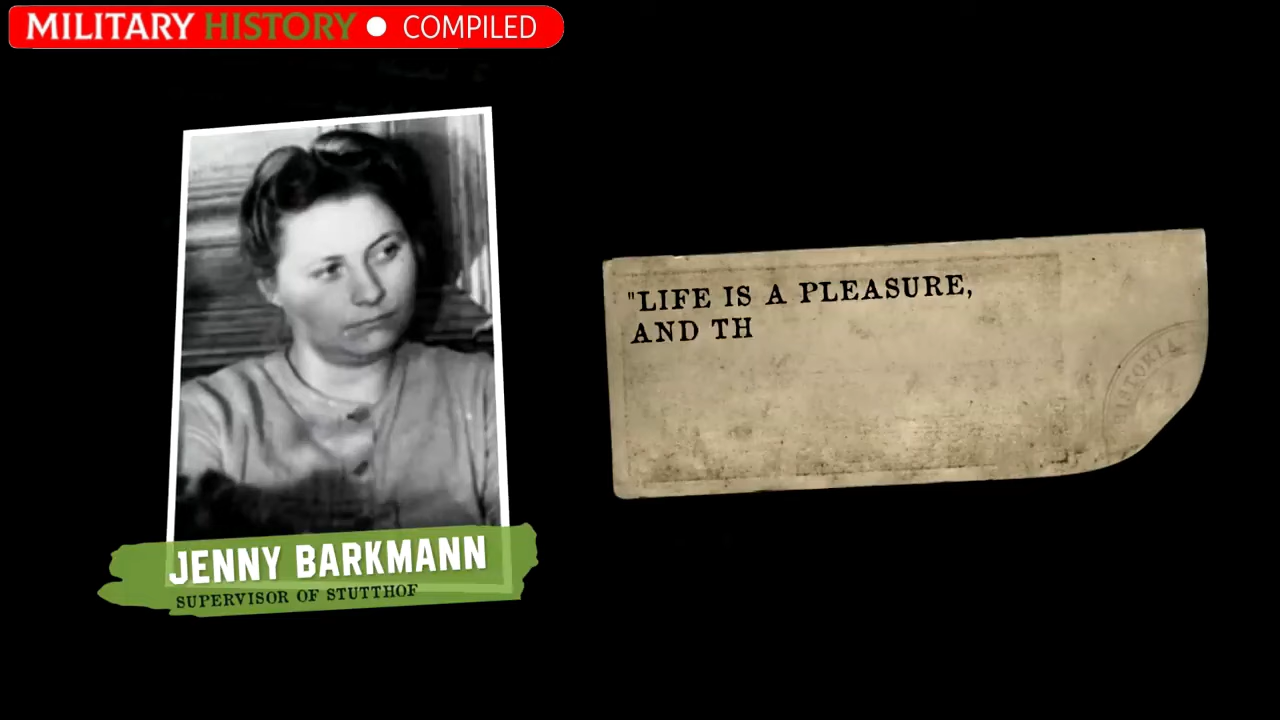 MILITARY HISTORY ● COMPILED
"LIFE IS A PLEASURE,
AND TH
JENNY BARKMANN
SUPERVISOR OF STUTTHOF